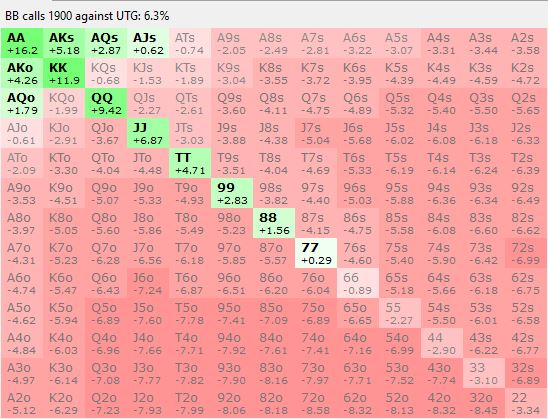 BB calls 1900 against UTG: 6.3%
AA AKs AQs AJs ATs A9s A8s A7s A6s A5s A4s A3s A2s
+16.2 +5.18 +2.87 +0.62 -0.74 -2.05 -2.49 -2.81 -3.22 -3.07 -3.31 -3.44 -3.58
AKo KK KQs KJs KTs K9s K8s K7s K6s K5s K4s K3s K2s
+4.26 +11.9 -0.68 -1.53 -1.89 -3.04 -3.55 -3.72 -3.95 -4.39 -4.49 -4.59 -4.72
AQo KQo QQ QJs QTs Q9s Q8s Q7s Q6s Q5s Q4s Q3s Q2s
+1.79 -1.99 +9.42 -2.27 -2.61 -3.60 -4.11 -4.75 -4.89 -5.32 -5.40 -5.50 -5.65
AJo KJo QJo JJ JTs J9s J8s J7s J6s J5s J4s J3s J2s
-0.61 -2.91 -3.67 +6.87 -3.03 -3.88 -4.38 -5.04 -5.68 -6.02 -6.08 -6.18 -6.33
ATo KTo QTo JTo TT T9s T8s T7s T6s T5s T4s T3s T2s
-2.09 -3.30 -4.04 -4.48 +4.71 -3.51 -4.04 -4.69 -5.33 -6.19 -6.14 -6.24 -6.39
A9o K9o Q9o J9o T9o 99 98s 97s 96s 95s 94s 93s 92s
-3.53 -4.51 -5.07 -5.33 -4.93 +2.83 -3.82 -4.40 -5.03 -5.88 -6.36 -6.34 -6.49
A8o K8o Q8o J8o T8o 98o 88 87s 86s 85s 84s 83s 82s
-3.97 -5.05 -5.60 -5.86 -5.49 -5.23 +1.56 -4.15 -4.75 -5.58 -6.08 -6.60 -6.62
A7o K7o Q7o J7o T7o 97o 87o 77 76s 75s 74s 73s 72s
-4.31 -5.23 -6.28 -6.56 -6.18 -5.85 -5.57 +0.29 -4.60 -5.40 -5.90 -6.42 -6.99
A6o K6o Q6o J6o T6o 96o 86o 76o 66 65s 64s 63s 62s
-4.74 -5.47 -6.43 -7.24 -6.87 -6.51 -6.20 -6.04 -0.89 -5.18 -5.66 -6.18 -6.75
A5o K5o Q5o J5o T5o 95o 85o 75o 65o 55 54s 53s 52s
-4.62 -5.94 -6.89 -7.60 -7.78 -7.41 -7.09 -6.89 -6.65 -2.27 -5.50 -6.01 -6.58
A4o K4o Q4o J4o T4o 94o 84o 74o 64o 54o 44 43s 42s
-4.84 -6.03 -6.96 -7.66 -7.71 -7.92 -7.61 -7.41 -7.16 -6.99 -2.90 -6.22 -6.77
A3o K3o Q3o J3o T3o 93o 83o 73o 63o 53o 43o 33 32s
-4.97 -6.14 -7.08 -7.77 -7.82 -7.90 -8.16 -7.97 -7.71 -7.52 -7.74 -3.10 -6.89
A2o K2o Q2o J2o T2o 92o 82o 72o 62o 52o 42o 32o 22
-5.12 -6.29 -7.23 -7.93 -7.99 -8.06 -8.18 -8.58 -8.32 -8.13 -8.32 -8.45 -3.34